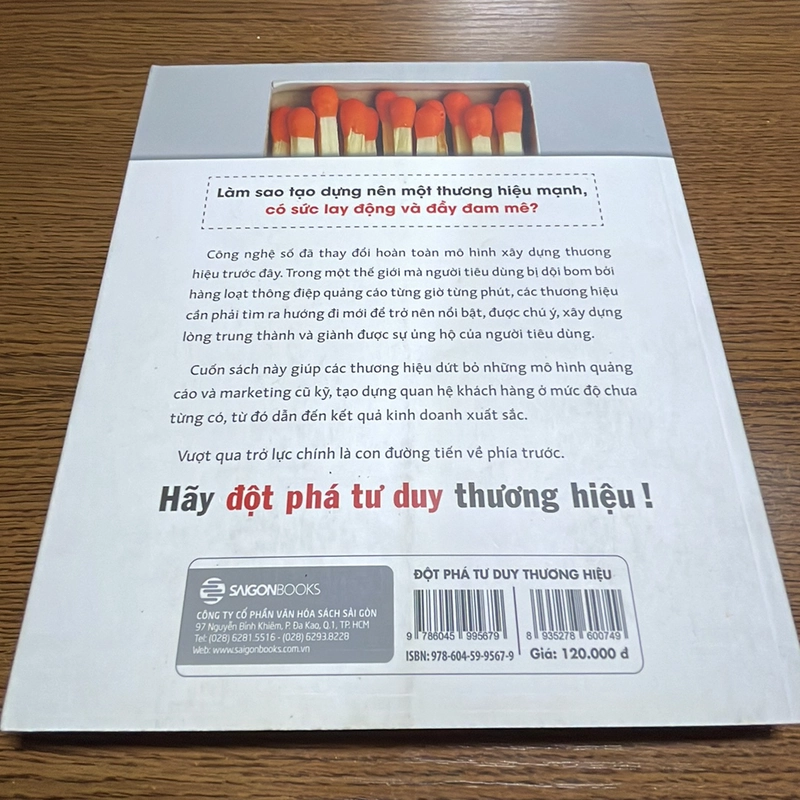 Làm sao tạo dựng nên một thương hiệu mạnh,
có sức lay động và đầy đam mê?
Công nghệ số đã thay đổi hoàn toàn mô hình xây dựng thương
hiệu trước đây. Trong một thế giới mà người tiêu dùng bị dội bom bởi
hàng loạt thông điệp quảng cáo từng giờ từng phút, các thương hiệu
cần phải tìm ra hướng đi mới để trở nên nổi bật, được chú ý, xây dựng
lòng trung thành và giành được sự ủng hộ của người tiêu dùng.
Cuốn sách này giúp các thương hiệu dứt bỏ những mô hình quảng
cáo và marketing cũ kỹ, tạo dựng quan hệ khách hàng ở mức độ chưa
từng có, từ đó dẫn đến kết quả kinh doanh xuất sắc.
Vượt qua trở lực chính là con đường tiến về phía trước.
Hãy đột phá tư duy thương hiệu !
SAIGONBOOKS
CÔNG TY CỔ PHẦN VĂN HÓA SÁCH SÀI GÒN
97 Nguyễn Bỉnh Khiêm, P. Đa Kao, Q.1, TP. HCM
Tel: (028) 6281.5516 - (028) 6293.8228
Web: www.saigonbooks.com.vn
ĐỘT PHÁ TƯ DUY THƯƠNG HIỆU
9 786045 995679
8 935278 600749
ISBN: 978-604-59-9567-9
Giá: 120.000 đ